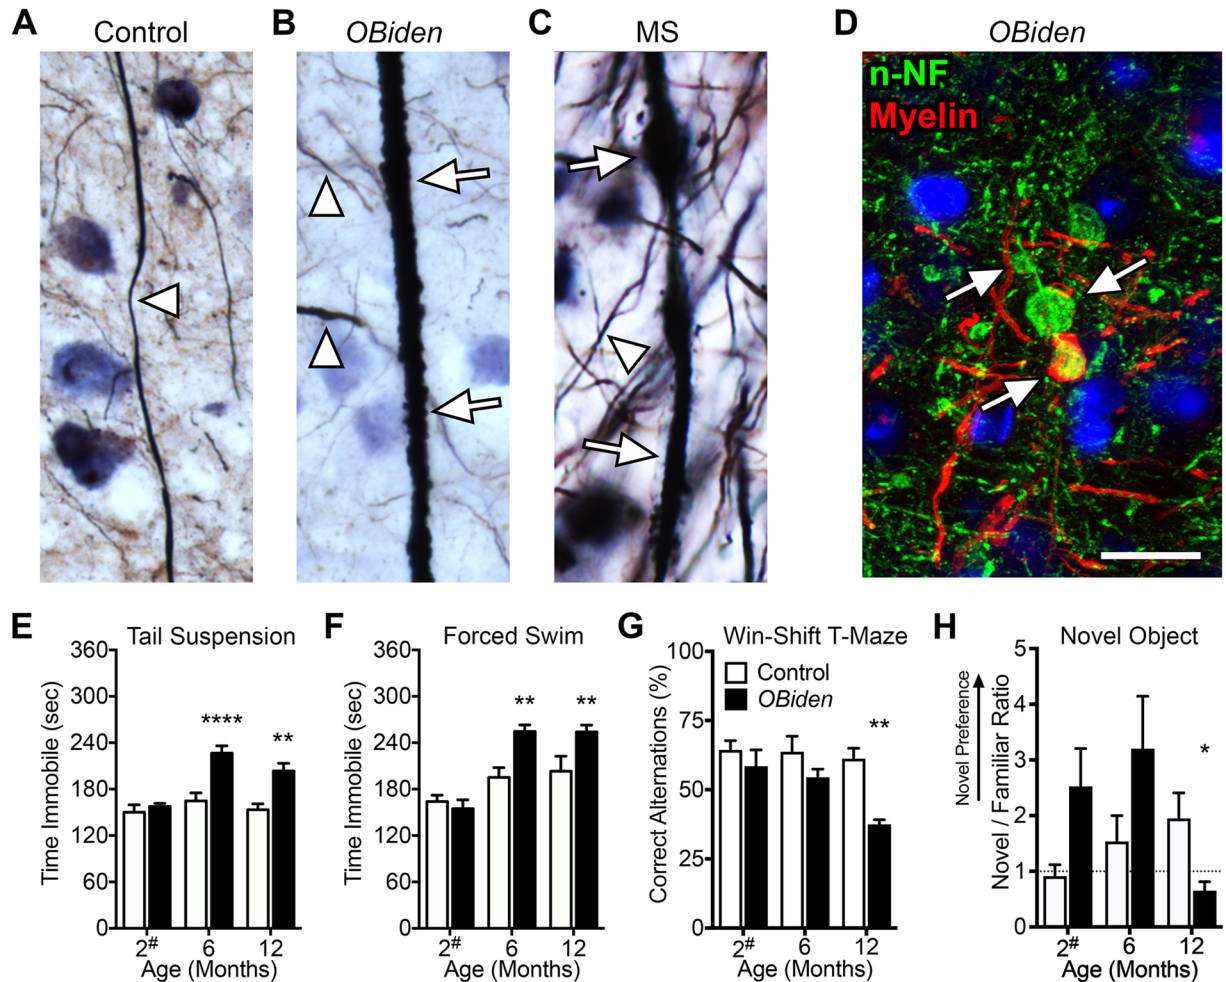 A Control
B OBiden
C MS
D OBiden
n-NF
Myelin
E Tail Suspension
Time Immobile (sec)
360
300
240
180
120
60
0
****
**
2# 6 12
Age (Months)
F Forced Swim
Time Immobile (sec)
360
300
240
180
120
60
0
** **
2# 6 12
Age (Months)
G Win-Shift T-Maze
Correct Alternations (%)
100
75
50
25
0
Control
OBiden
**
2# 6 12
Age (Months)
H Novel Object
Novel Preference
Novel / Familiar Ratio
5
4
3
2
1
0
*
2# 6 12
Age (Months)